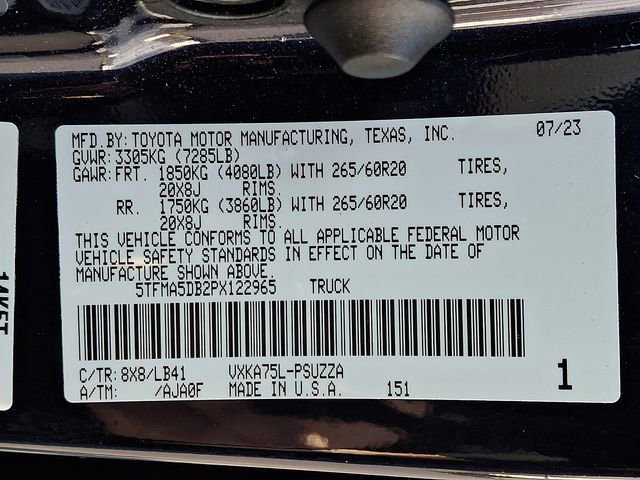 MFD.BY: TOYOTA MOTOR MANUFACTURING, TEXAS, INC. 07/23
GVWR: 3305KG (7285LB)
GAWR: FRT. 1850KG (4080LB) WITH 265/60R20 TIRES,
20X8J RIMS.
RR. 1750KG (3860LB) WITH 265/60R20 TIRES,
20X8J RIMS.
THIS VEHICLE CONFORMS TO ALL APPLICABLE FEDERAL MOTOR
VEHICLE SAFETY STANDARDS IN EFFECT ON THE DATE OF
MANUFACTURE SHOWN ABOVE.
5TFMA5DB2PX122965 TRUCK
C/TR: 8X8/LB41 VXKA75L-PSUZZA
A/TM: /AJA0F MADE IN U.S.A. 151
1